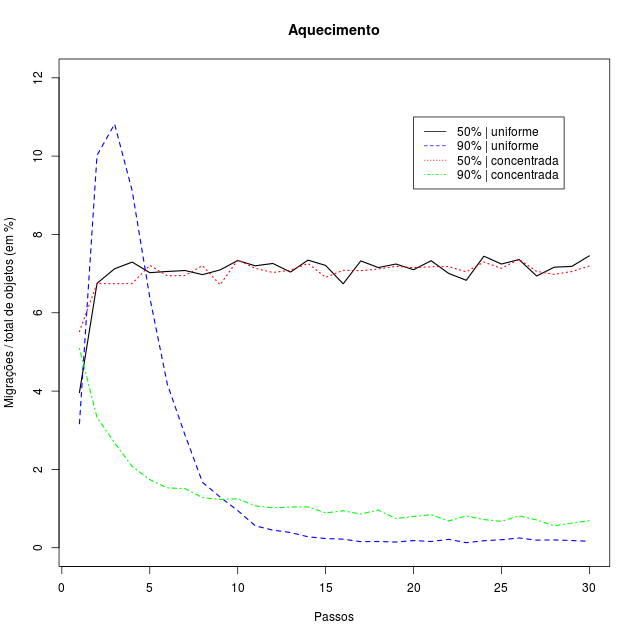 Aquecimento
12
10
8
6
4
2
0
Migrações / total de objetos (em %)
50% | uniforme
90% | uniforme
50% | concentrada
90% | concentrada
0 5 10 15 20 25 30
Passos